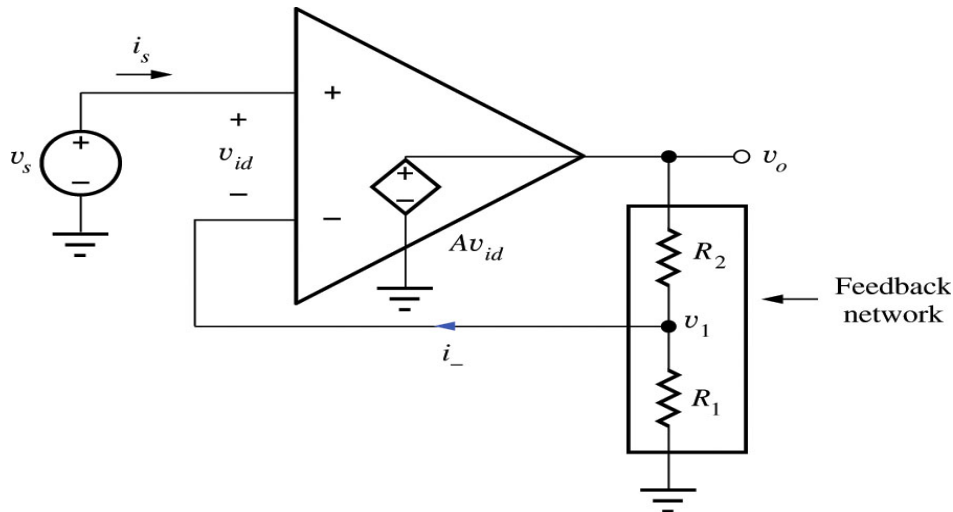 i_s
+
+
+
v_s
−
v_id
−
−
+
−
Av_id
v_o
R_2
Feedback
network
v_1
i_−
R_1